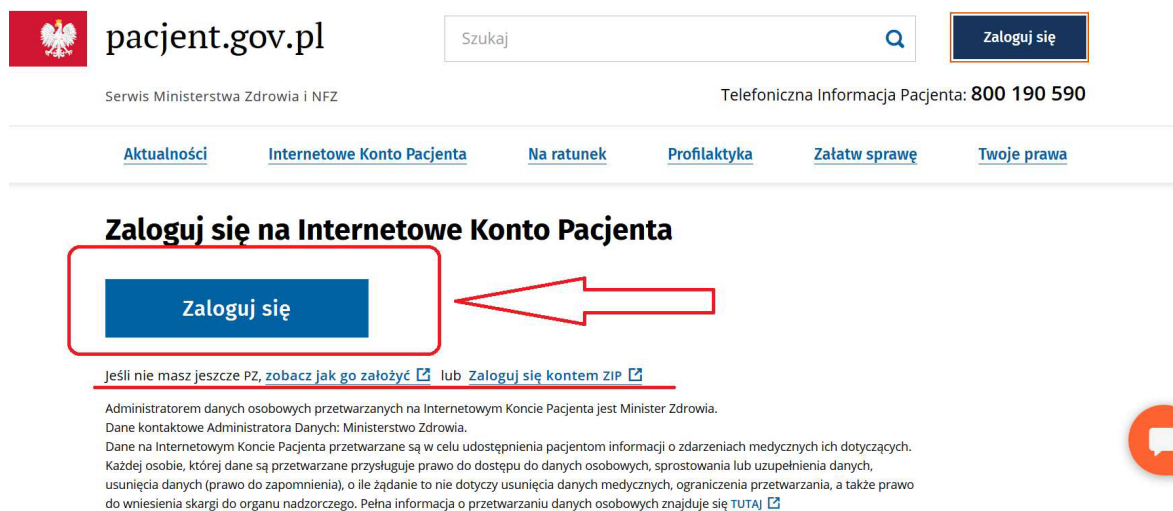 pacjent.gov.pl
Szukaj
Zaloguj się
Serwis Ministerstwa Zdrowia i NFZ
Telefoniczna Informacja Pacjenta: 800 190 590
Aktualności Internetowe Konto Pacjenta Na ratunek Profilaktyka Załatw sprawę Twoje prawa
Zaloguj się na Internetowe Konto Pacjenta
Zaloguj się
Jeśli nie masz jeszcze PZ, zobacz jak go założyć lub Zaloguj się kontem ZIP
Administratorem danych osobowych przetwarzanych na Internetowym Koncie Pacjenta jest Minister Zdrowia.
Dane kontaktowe Administratora Danych: Ministerstwo Zdrowia.
Dane na Internetowym Koncie Pacjenta przetwarzane są w celu udostępnienia pacjentom informacji o zdarzeniach medycznych ich dotyczących.
Każdej osobie, której dane są przetwarzane przysługuje prawo do dostępu do danych osobowych, sprostowania lub uzupełnienia danych,
usunięcia danych (prawo do zapomnienia), o ile żądanie to nie dotyczy usunięcia danych medycznych, ograniczenia przetwarzania, a także prawo
do wniesienia skargi do organu nadzorczego. Pełna informacja o przetwarzaniu danych osobowych znajduje się TUTAJ